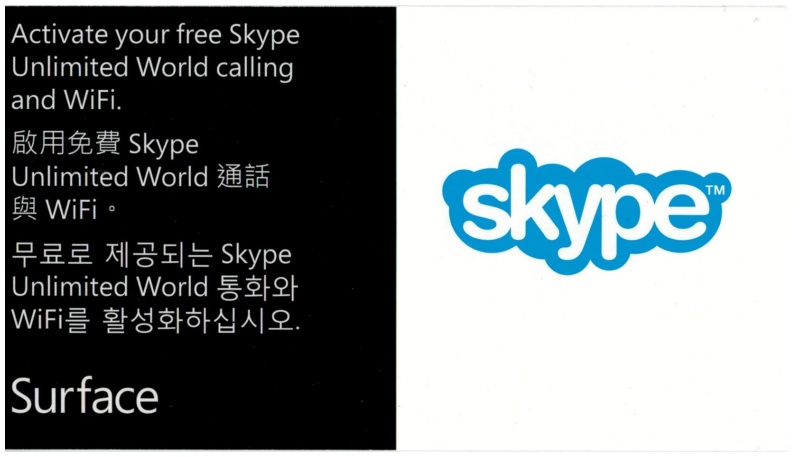 Activate your free Skype
Unlimited World calling
and WiFi.
啟用免費 Skype
Unlimited World 通話
與 WiFi。
무료로 제공되는 Skype
Unlimited World 통화와
WiFi를 활성화하십시오.
Surface
skype™